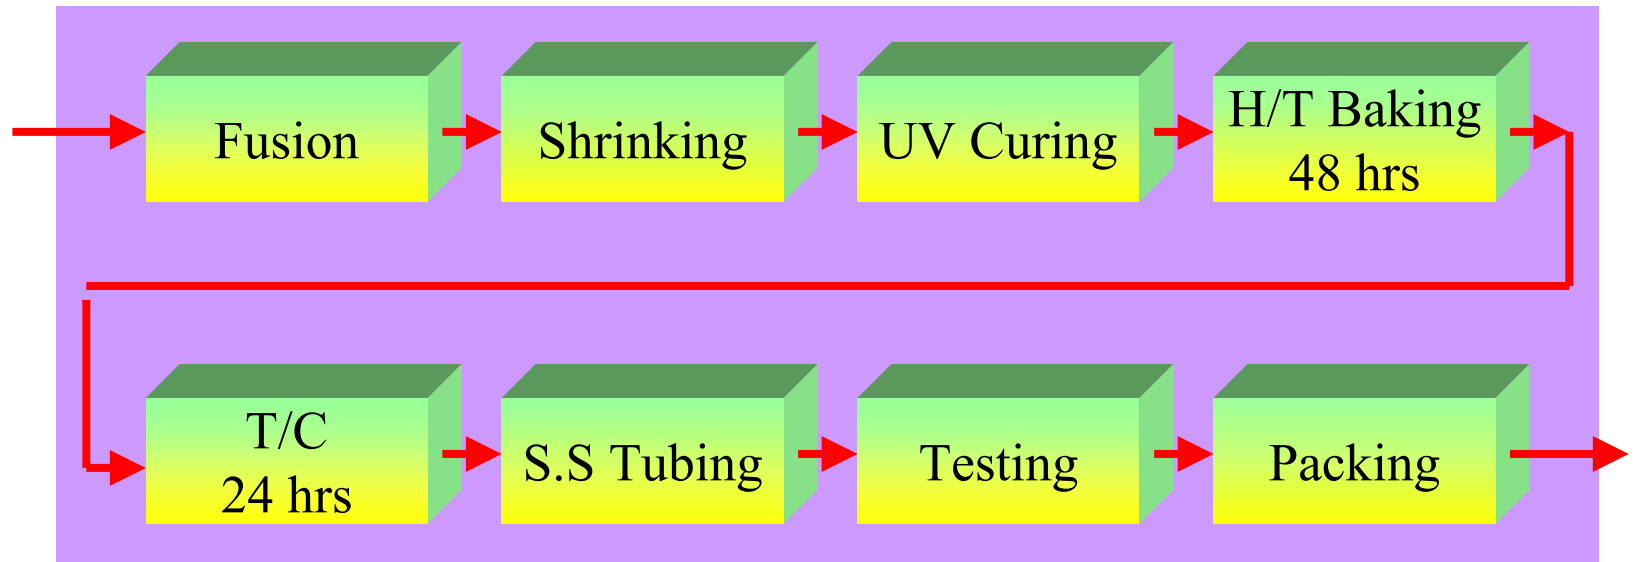 Fusion
Shrinking
UV Curing
H/T Baking
48 hrs
T/C
24 hrs
S.S Tubing
Testing
Packing